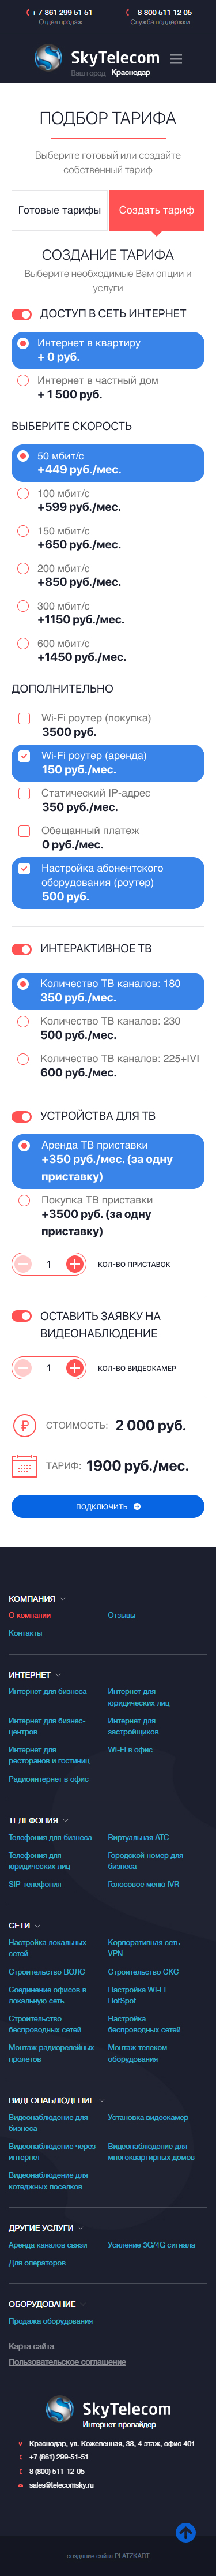 + 7 861 299 51 51
Отдел продаж
8 800 511 12 05
Служба поддержки
SkyTelecom
Ваш город Краснодар
ПОДБОР ТАРИФА
Выберите готовый или создайте
собственный тариф
Готовые тарифы
Создать тариф
СОЗДАНИЕ ТАРИФА
Выберите необходимые Вам опции и
услуги
ДОСТУП В СЕТЬ ИНТЕРНЕТ
Интернет в квартиру
+ 0 руб.
Интернет в частный дом
+ 1 500 руб.
ВЫБЕРИТЕ СКОРОСТЬ
50 мбит/с
+449 руб./мес.
100 мбит/с
+599 руб./мес.
150 мбит/с
+650 руб./мес.
200 мбит/с
+850 руб./мес.
300 мбит/с
+1150 руб./мес.
600 мбит/с
+1450 руб./мес.
ДОПОЛНИТЕЛЬНО
Wi-Fi роутер (покупка)
3500 руб.
Wi-Fi роутер (аренда)
150 руб./мес.
Статический IP-адрес
350 руб./мес.
Обещанный платеж
0 руб./мес.
Настройка абонентского
оборудования (роутер)
500 руб.
ИНТЕРАКТИВНОЕ ТВ
Количество ТВ каналов: 180
350 руб./мес.
Количество ТВ каналов: 230
500 руб./мес.
Количество ТВ каналов: 225+IVI
600 руб./мес.
УСТРОЙСТВА ДЛЯ ТВ
Аренда ТВ приставки
+350 руб./мес. (за одну
приставку)
Покупка ТВ приставки
+3500 руб. (за одну
приставку)
1
КОЛ-ВО ПРИСТАВОК
ОСТАВИТЬ ЗАЯВКУ НА
ВИДЕОНАБЛЮДЕНИЕ
1
КОЛ-ВО ВИДЕОКАМЕР
СТОИМОСТЬ: 2 000 руб.
ТАРИФ: 1900 руб./мес.
ПОДКЛЮЧИТЬ
КОМПАНИЯ
О компании
Отзывы
Контакты
ИНТЕРНЕТ
Интернет для бизнеса
Интернет для
юридических лиц
Интернет для бизнес-
центров
Интернет для
застройщиков
Интернет для
ресторанов и гостиниц
WI-FI в офис
Радиоинтернет в офис
ТЕЛЕФОНИЯ
Телефония для бизнеса
Виртуальная АТС
Телефония для
юридических лиц
Городской номер для
бизнеса
SIP-телефония
Голосовое меню IVR
СЕТИ
Настройка локальных
сетей
Корпоративная сеть
VPN
Строительство ВОЛС
Строительство СКС
Соединение офисов в
локальную сеть
Настройка WI-FI
HotSpot
Строительство
беспроводных сетей
Настройка
беспроводных сетей
Монтаж радиорелейных
пролетов
Монтаж телеком-
оборудования
ВИДЕОНАБЛЮДЕНИЕ
Видеонаблюдение для
бизнеса
Установка видеокамер
Видеонаблюдение через
интернет
Видеонаблюдение для
многоквартирных домов
Видеонаблюдение для
котеджных поселков
ДРУГИЕ УСЛУГИ
Аренда каналов связи
Усиление 3G/4G сигнала
Для операторов
ОБОРУДОВАНИЕ
Продажа оборудования
Карта сайта
Пользовательское соглашение
SkyTelecom
Интернет-провайдер
Краснодар, ул. Кожевенная, 38, 4 этаж, офис 401
+7 (861) 299-51-51
8 (800) 511-12-05
sales@telecomsky.ru
создание сайта PLATZKART